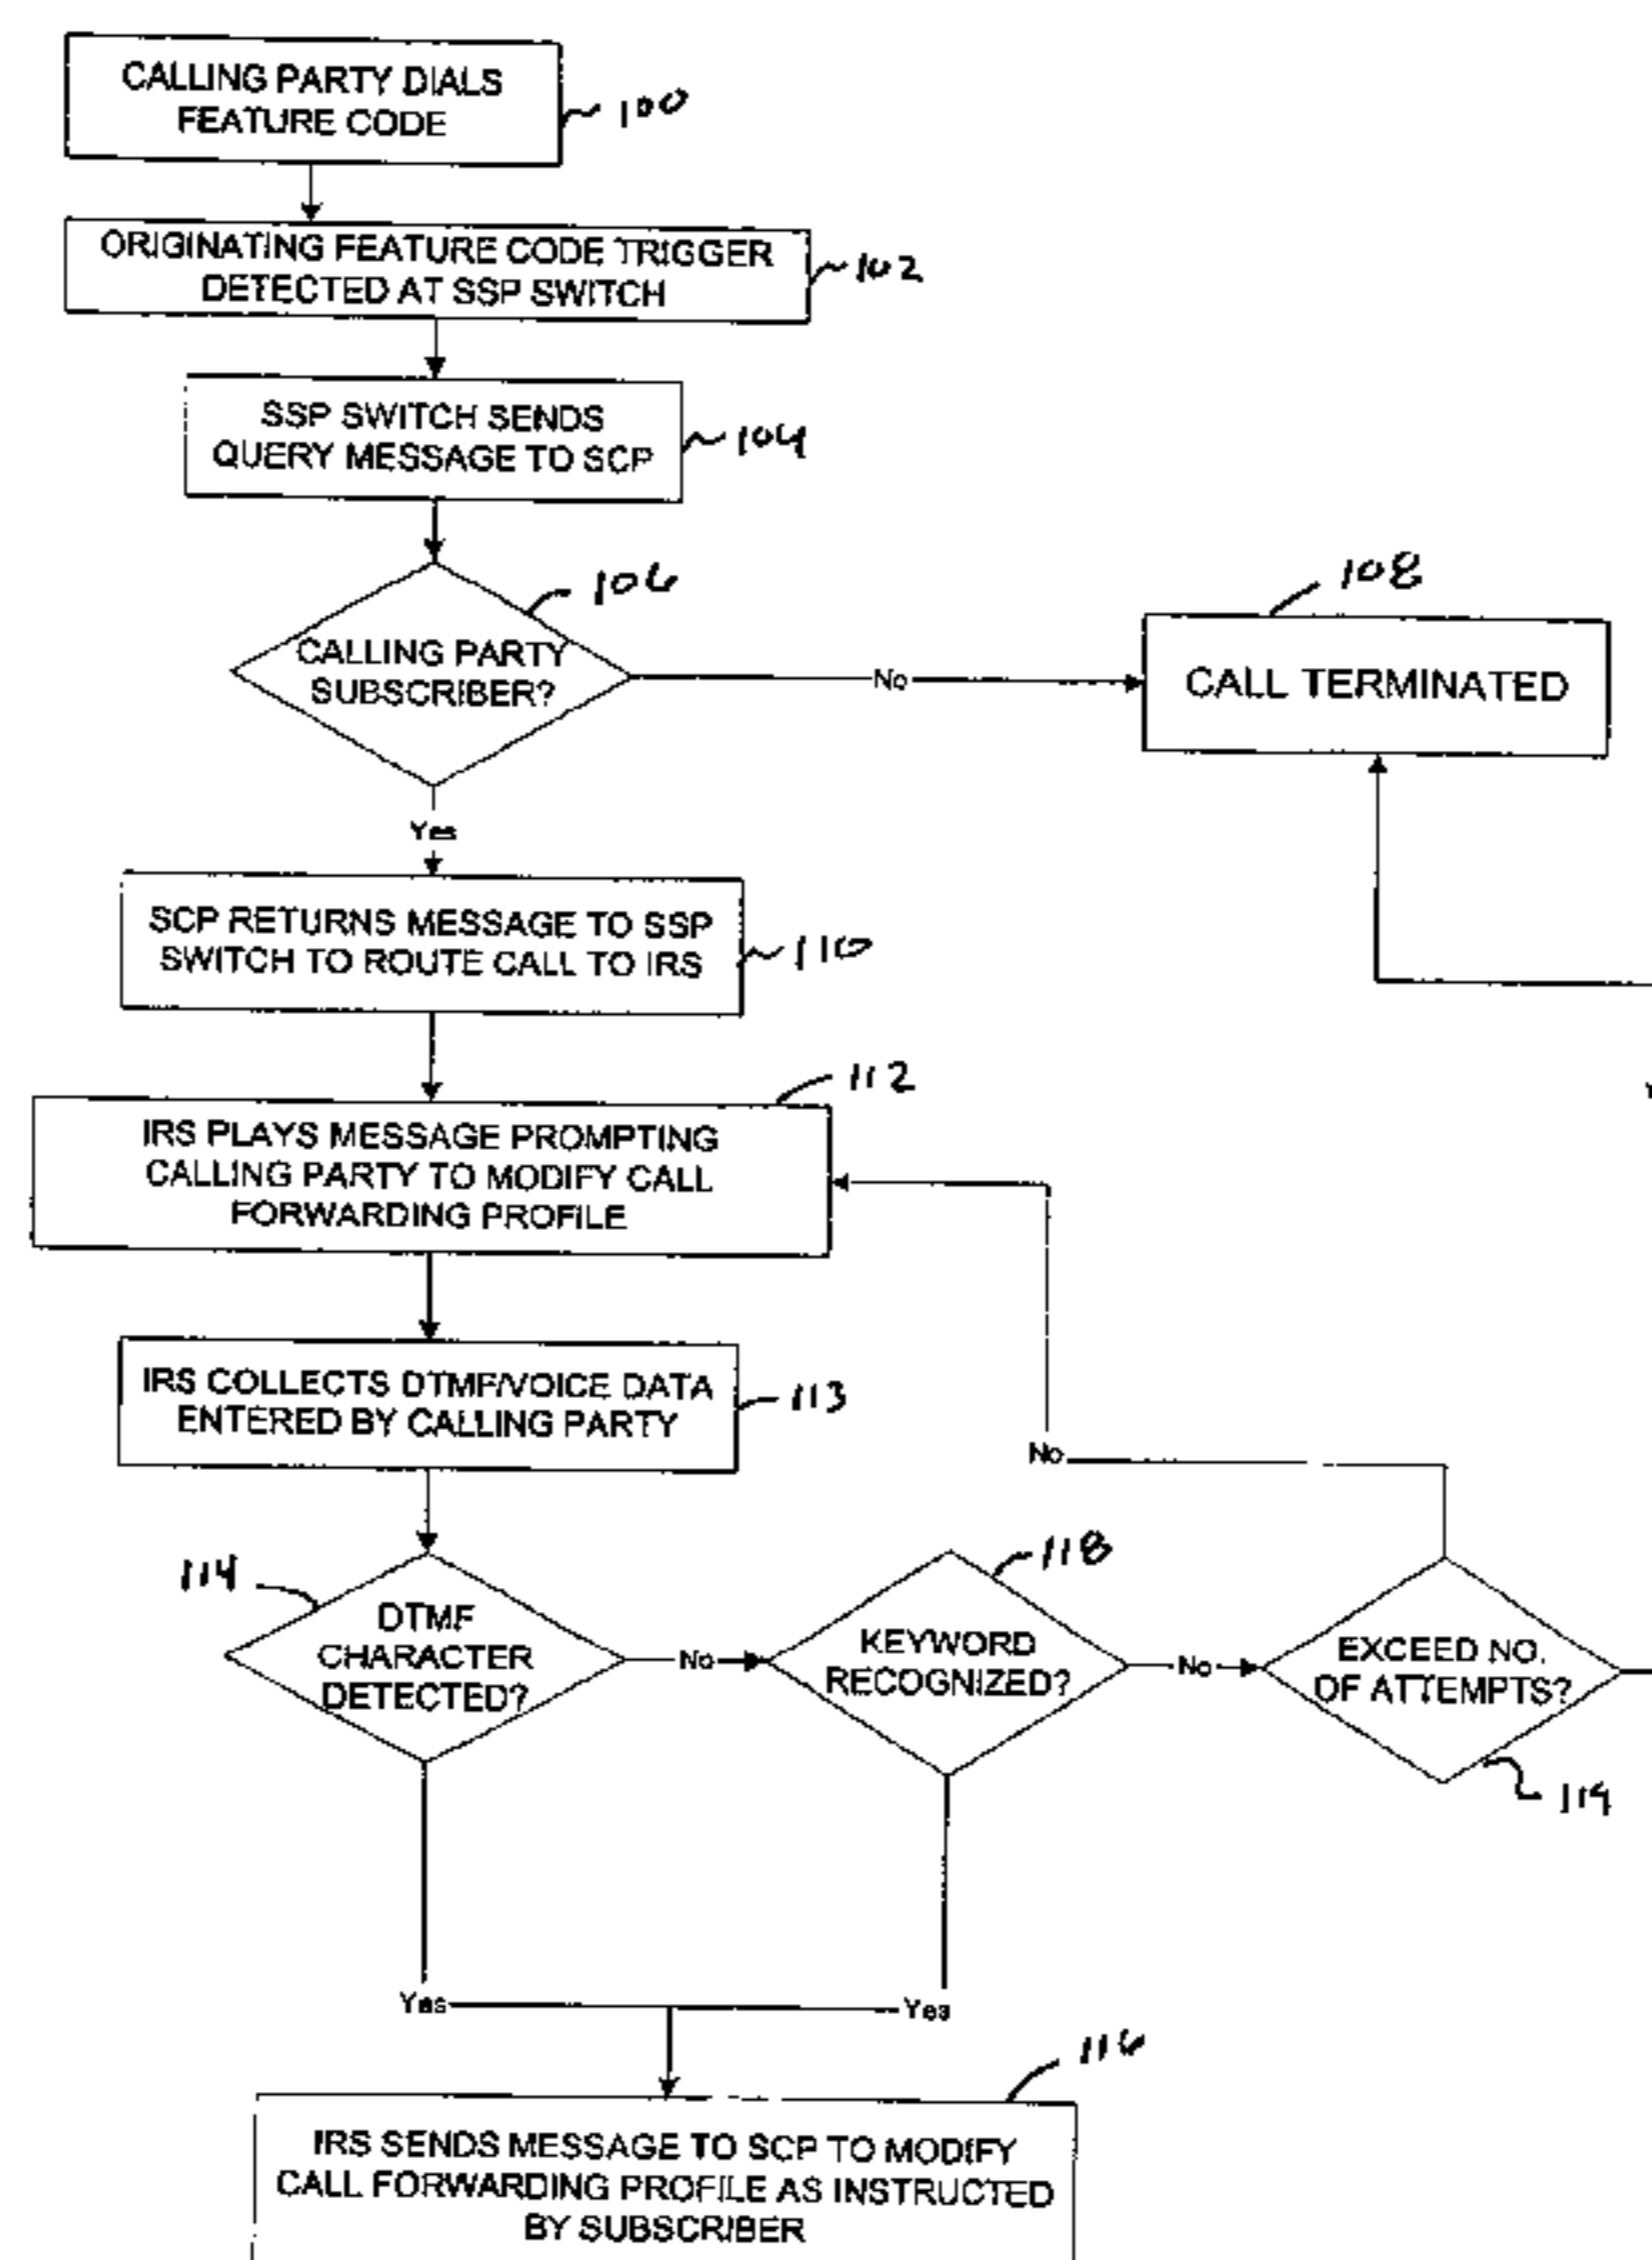 CALLING PARTY DIALS
FEATURE CODE
100
ORIGINATING FEATURE CODE TRIGGER
DETECTED AT SSP SWITCH
102
SSP SWITCH SENDS
QUERY MESSAGE TO SCP
104
106
CALLING PARTY
SUBSCRIBER?
No
108
CALL TERMINATED
Yes
SCP RETURNS MESSAGE TO SSP
SWITCH TO ROUTE CALL TO IRS
110
112
IRS PLAYS MESSAGE PROMPTING
CALLING PARTY TO MODIFY CALL
FORWARDING PROFILE
IRS COLLECTS DTMF/VOICE DATA
ENTERED BY CALLING PARTY
113
No
114
DTMF
CHARACTER
DETECTED?
No
118
KEYWORD
RECOGNIZED?
No
EXCEED NO.
OF ATTEMPTS?
119
Yes
Yes
116
IRS SENDS MESSAGE TO SCP TO MODIFY
CALL FORWARDING PROFILE AS INSTRUCTED
BY SUBSCRIBER